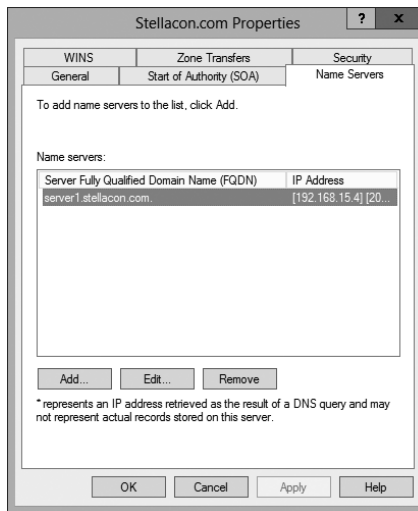 Stellacon.com Properties
? x
WINS Zone Transfers Security
General Start of Authority (SOA) Name Servers
To add name servers to the list, click Add.
Name servers:
Server Fully Qualified Domain Name (FQDN) IP Address
server1.stellacon.com. [192.168.15.4] [20...
Add... Edit... Remove
* represents an IP address retrieved as the result of a DNS query and may
not represent actual records stored on this server.
OK Cancel Apply Help